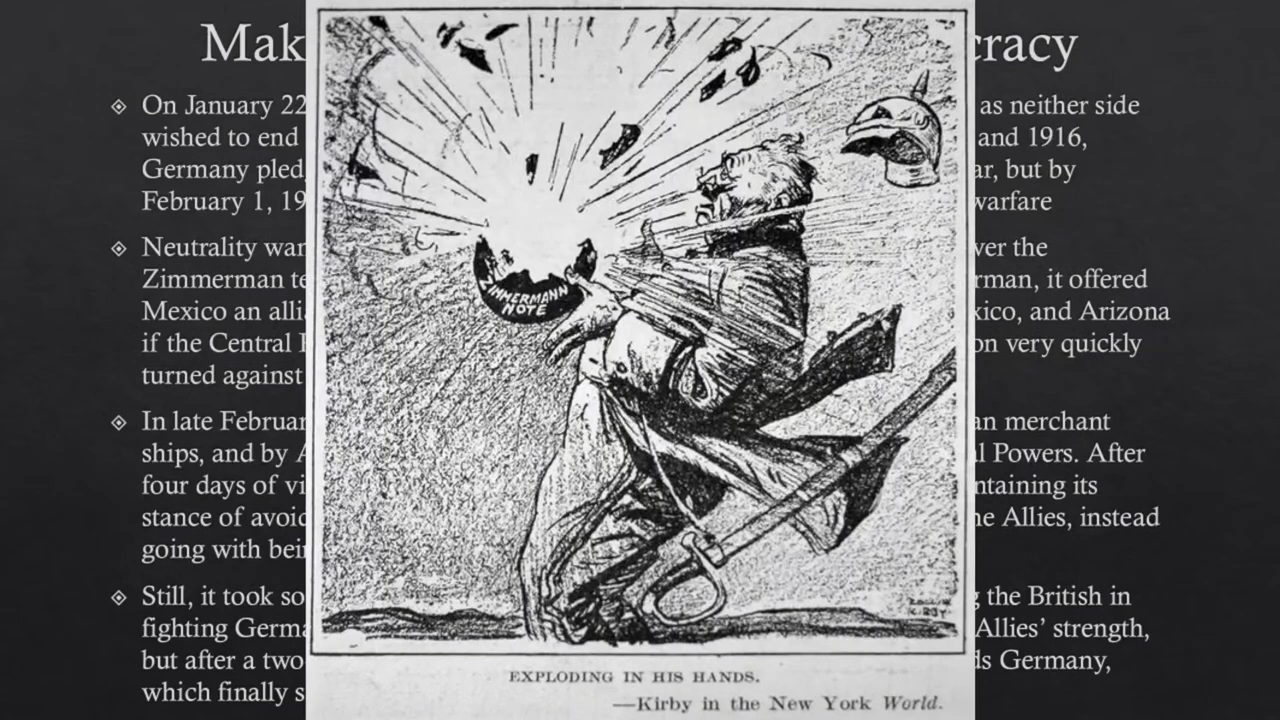 Mak cracy
On January 22 as neither side
wished to end and 1916,
Germany pled ar, but by
February 1, 19 warfare
Neutrality wan ver the
Zimmerman te rman, it offered
Mexico an allia xico, and Arizona
if the Central P on very quickly
turned against
In late Februar an merchant
ships, and by A l Powers. After
four days of vi ntaining its
stance of avoid he Allies, instead
going with bein
Still, it took so g the British in
fighting Germa Allies’ strength,
but after a two ds Germany,
which finally s
ZIMMERMANN
NOTE
EXPLODING IN HIS HANDS.
—Kirby in the New York World.